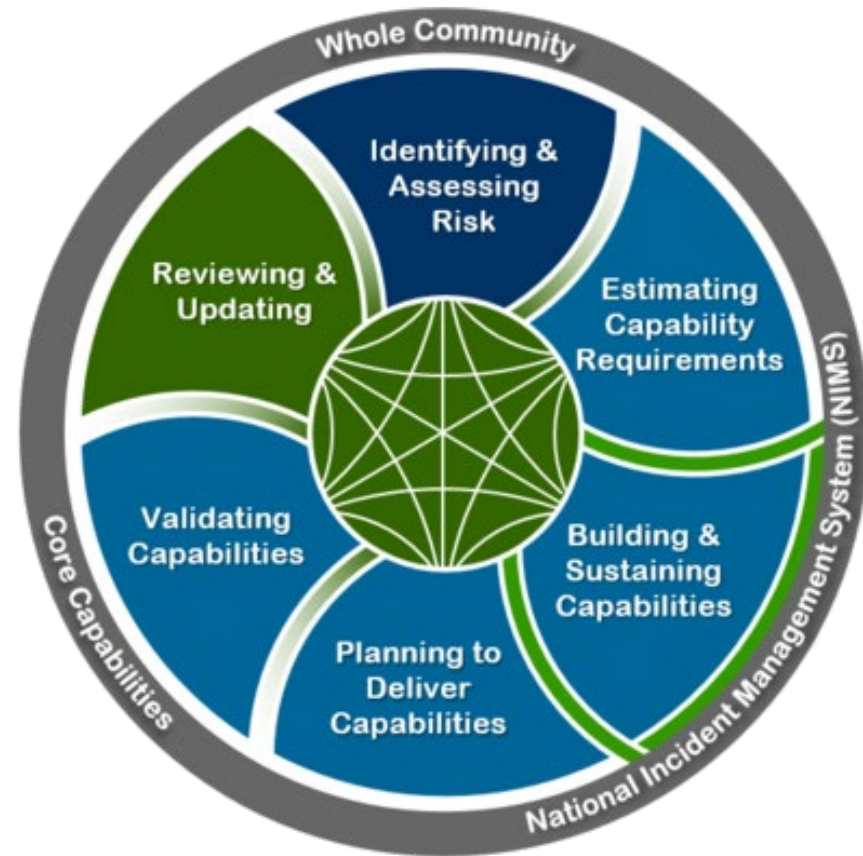 Whole Community
Identifying &
Assessing
Risk
Estimating
Capability
Requirements
Building &
Sustaining
Capabilities
Planning to
Deliver
Capabilities
Validating
Capabilities
Reviewing &
Updating
National Incident Management System (NIMS)
Core Capabilities